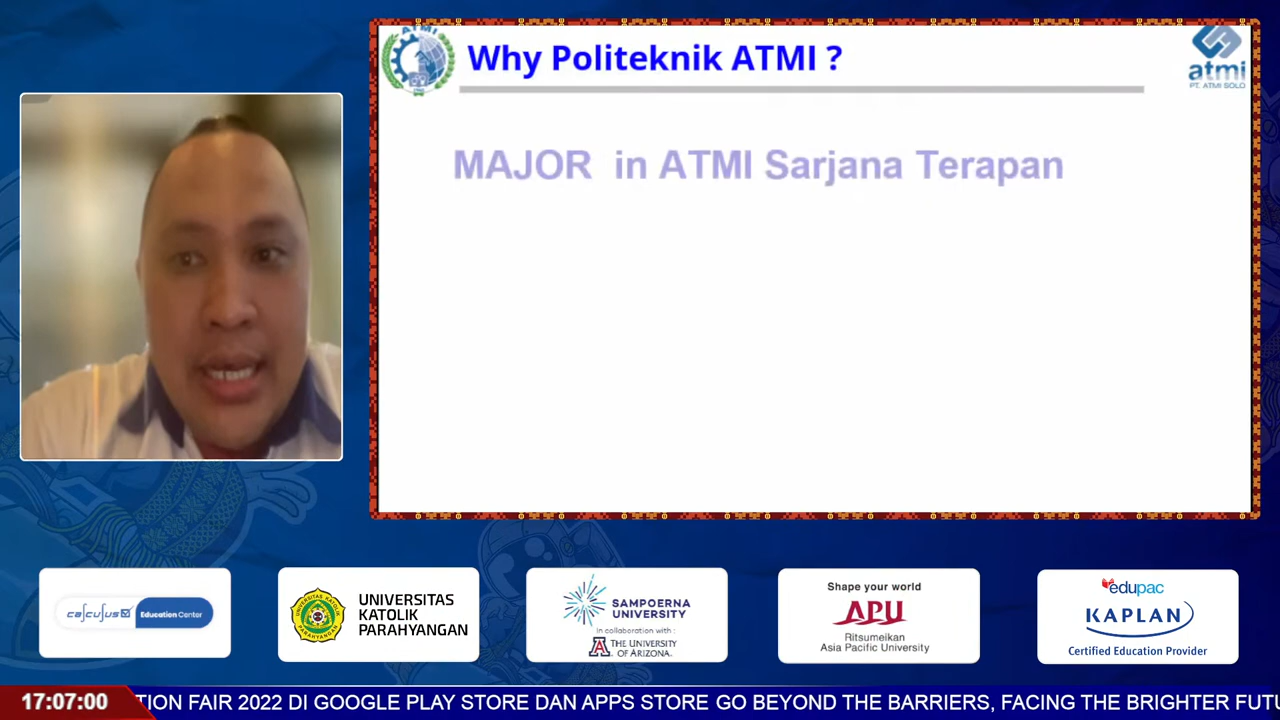 ATMI
Why Politeknik ATMI ?
atmi
PT. ATMI SOLO
MAJOR in ATMI Sarjana Terapan
calculus Education Center
UNIVERSITAS
KATOLIK
PARAHYANGAN
SAMPOERNA
UNIVERSITY
In collaboration with :
A THE UNIVERSITY
OF ARIZONA.
Shape your world
APU
Ritsumeikan
Asia Pacific University
edupac
KAPLAN
Certified Education Provider
17:07:00
TION FAIR 2022 DI GOOGLE PLAY STORE DAN APPS STORE GO BEYOND THE BARRIERS, FACING THE BRIGHTER FUTU